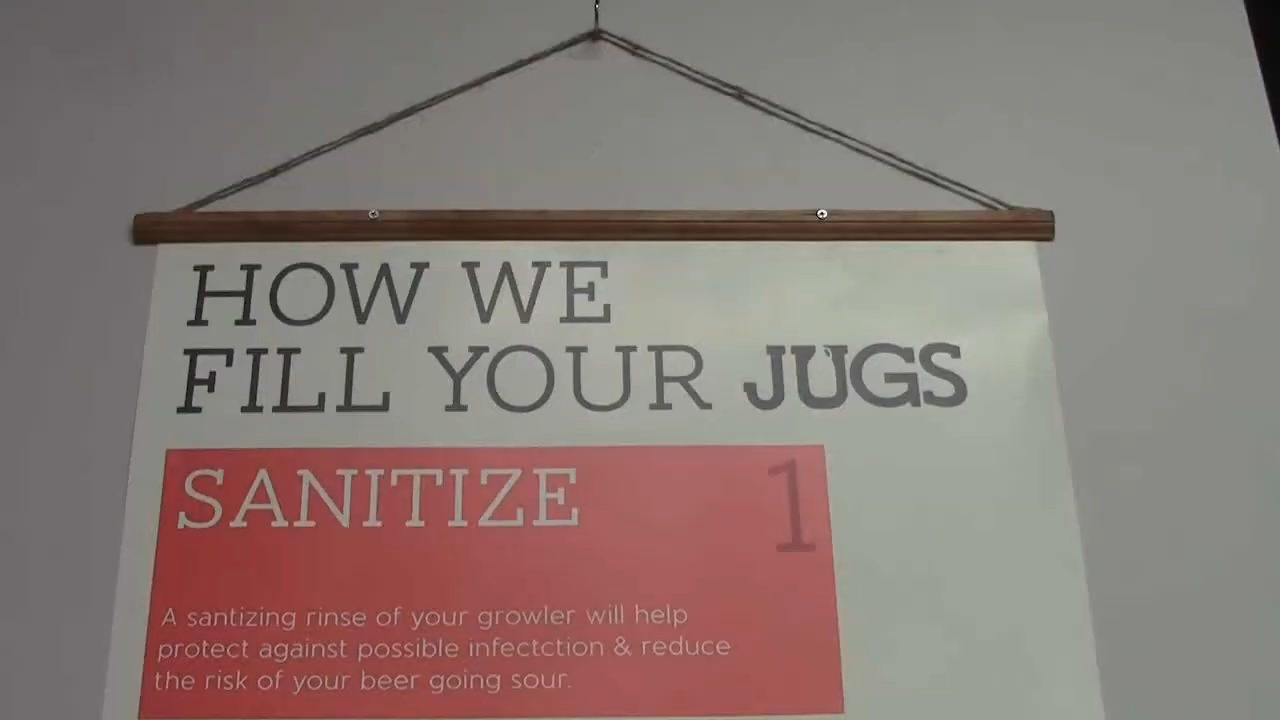 HOW WE
FILL YOUR JUGS
SANITIZE 1
A santizing rinse of your growler will help
protect against possible infectction & reduce
the risk of your beer going sour.